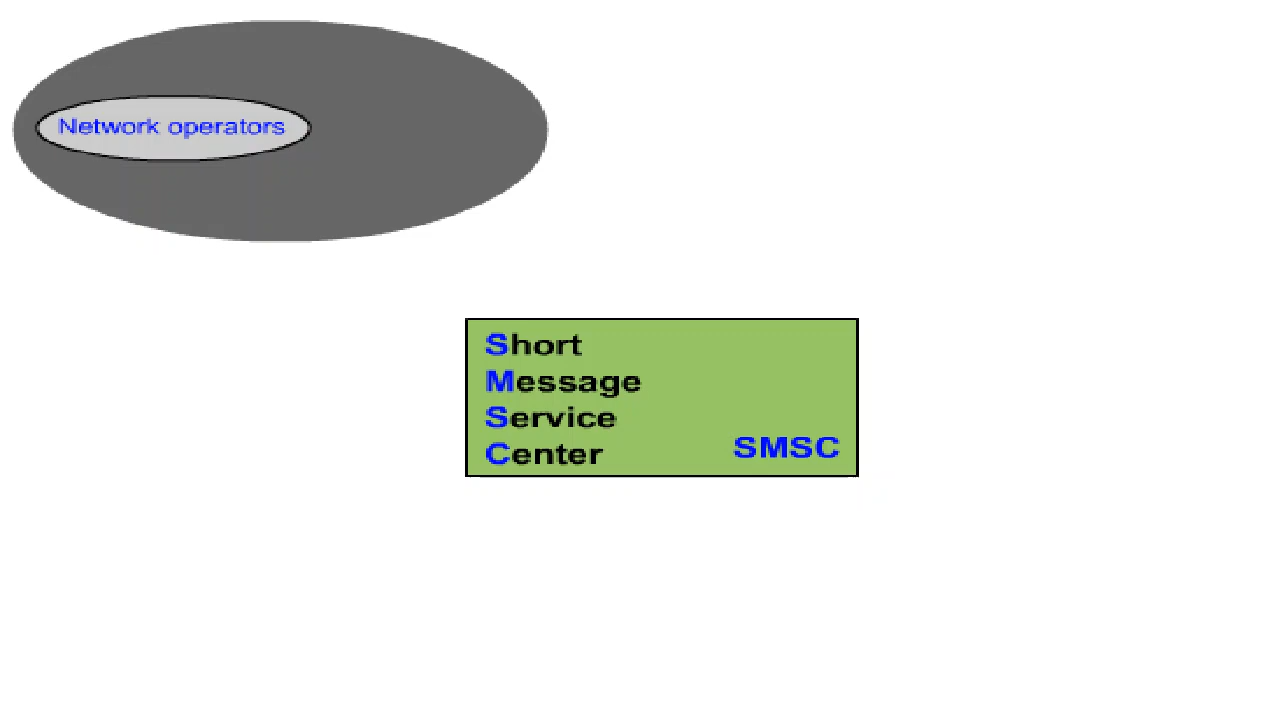 Network operators
Short
Message
Service
Center
SMSC